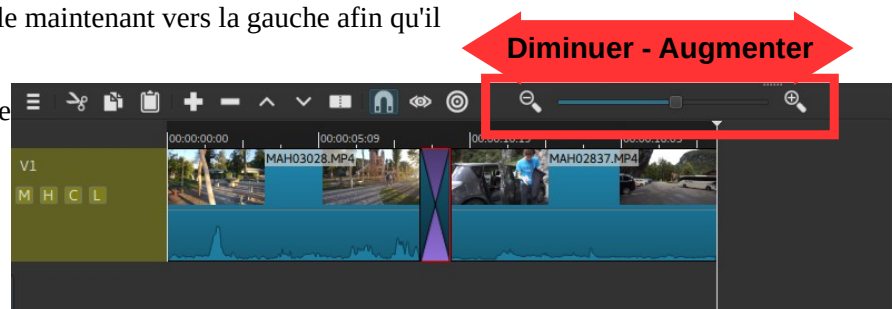 le maintenant vers la gauche afin qu'il
Diminuer - Augmenter
e
00:00:00:00 00:00:05:09
V1 MAH03028.MP4 MAH02837.MP4
M H C L